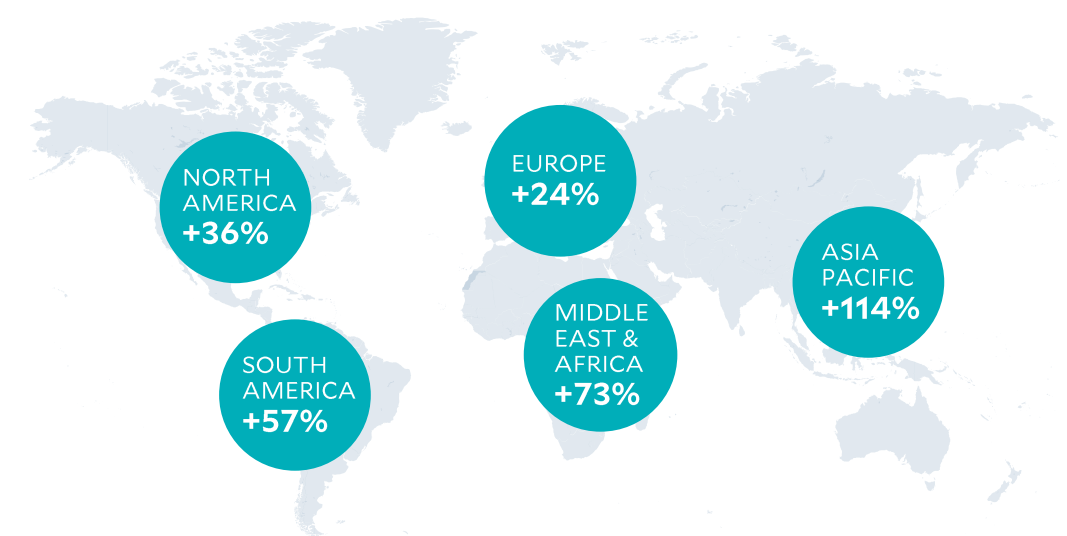 NORTH
AMERICA
+36%
EUROPE
+24%
ASIA
PACIFIC
+114%
SOUTH
AMERICA
+57%
MIDDLE
EAST &
AFRICA
+73%